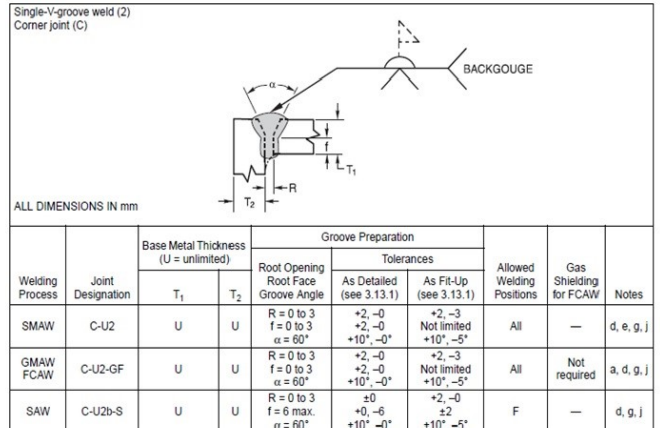 Single-V-groove weld (2)
Corner joint (C)
BACKGOUGE
α
f
T1
R
T2
ALL DIMENSIONS IN mm
Welding Process
Joint Designation
Base Metal Thickness (U = unlimited)
T1
T2
Groove Preparation
Root Opening Root Face Groove Angle
Tolerances
As Detailed (see 3.13.1)
As Fit-Up (see 3.13.1)
Allowed Welding Positions
Gas Shielding for FCAW
Notes
SMAW C-U2 U U R = 0 to 3 +2, –0 +2, –3 All — d, e, g, j
f = 0 to 3 +2, –0 Not limited
α = 60° +10°, –0° +10°, –5°
GMAW FCAW C-U2-GF U U R = 0 to 3 +2, –0 +2, –3 All Not required a, d, g, j
f = 0 to 3 +2, –0 Not limited
α = 60° +10°, –0° +10°, –5°
SAW C-U2b-S U U R = 0 to 3 ±0 +2, –0 F — d, g, j
f = 6 max. +0, –6 ±2
α = 60° +10° –0° +10° –5°